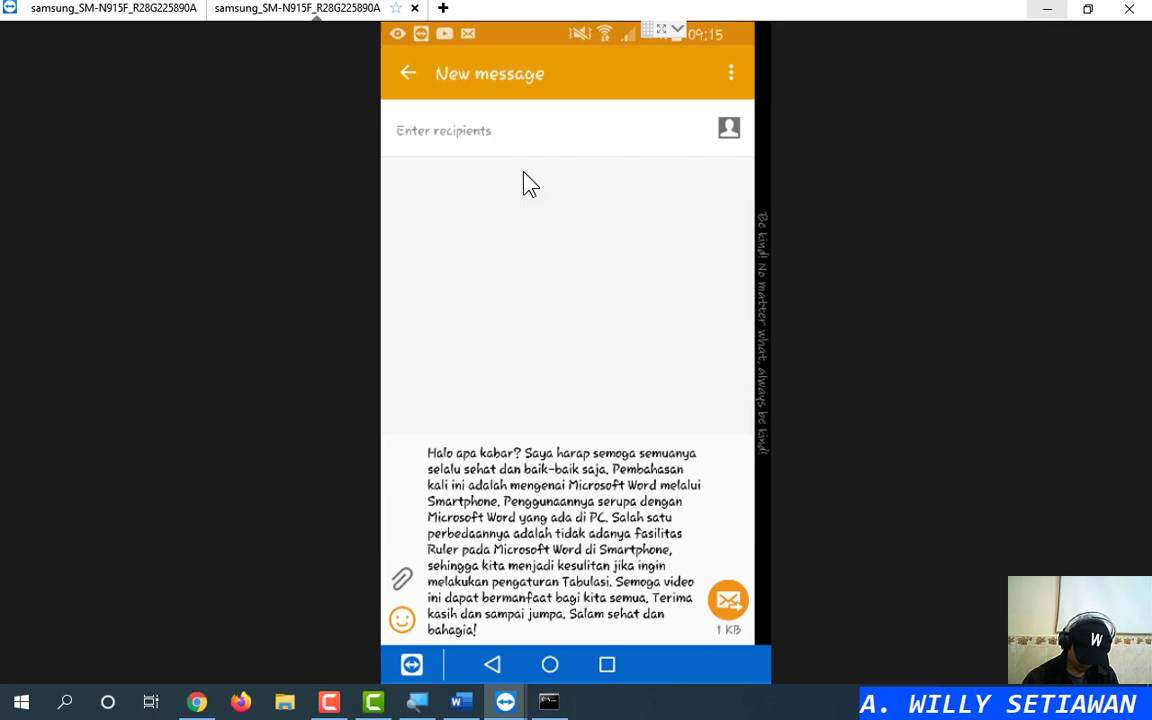 samsung_SM-N915F_R28G225890A
samsung_SM-N915F_R28G225890A
09:15
New message
Enter recipients
Be kind! No matter what, always be kind!
Halo apa kabar? Saya harap semoga semuanya
selalu sehat dan baik-baik saja. Pembahasan
kali ini adalah mengenai Microsoft Word melalui
Smartphone. Penggunaannya serupa dengan
Microsoft Word yang ada di PC. Salah satu
perbedaannya adalah tidak adanya fasilitas
Ruler pada Microsoft Word di Smartphone,
sehingga kita menjadi kesulitan jika ingin
melakukan pengaturan Tabulasi. Semoga video
ini dapat bermanfaat bagi kita semua. Terima
kasih dan sampai jumpa. Salam sehat dan
bahagia!
1 KB
W
A. WILLY SETIAWAN